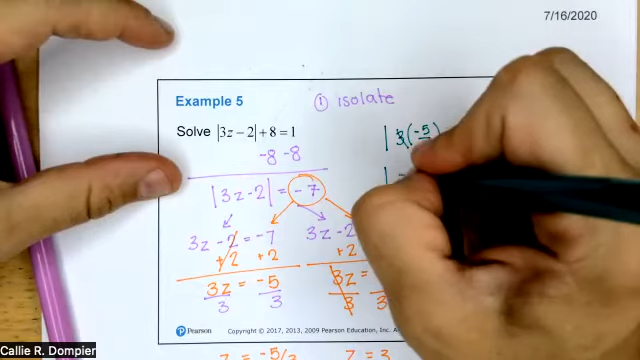 7/16/2020
Example 5
① isolate
Solve |3z − 2| + 8 = 1
-8 -8
|3z-2| = -7
3z - 2 = -7
3z - 2
+2 +2
+2
3z = -5
3z =
3 3
3 3
Pearson
Copyright © 2017, 2013, 2009 Pearson Education, Inc.
z = -5/3
z = 3
|3(-5
Callie R. Dompier